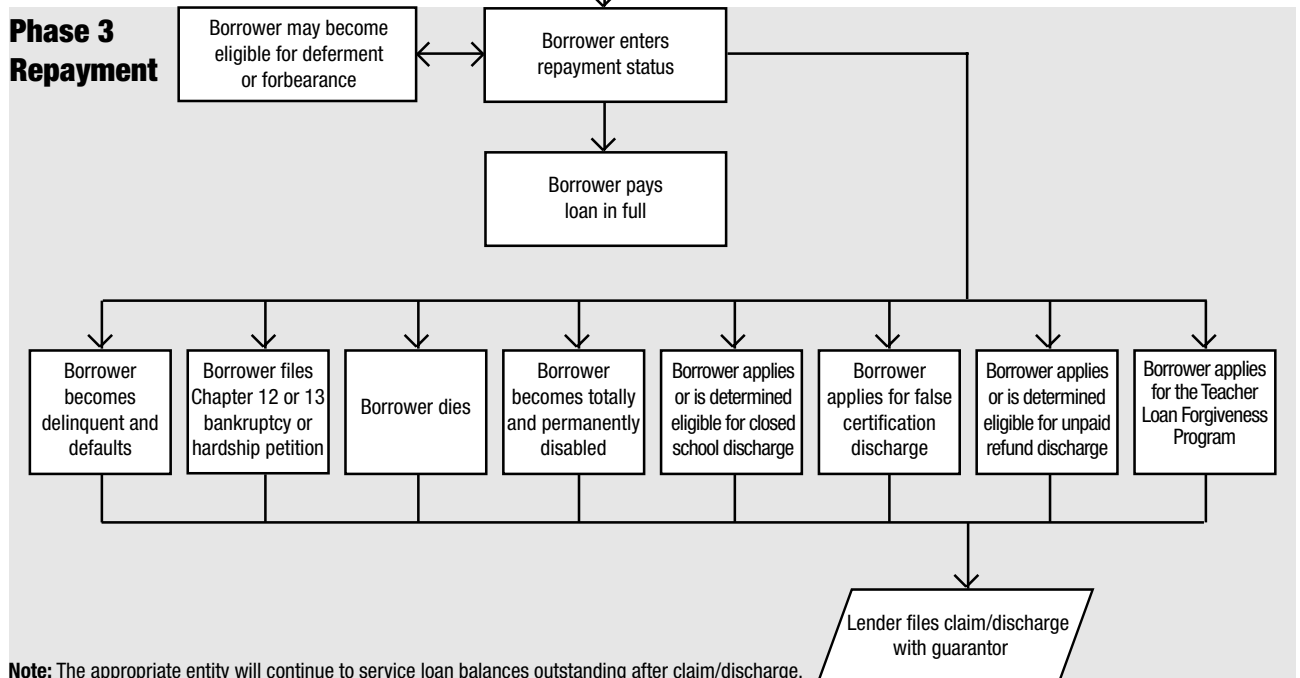 Phase 3
Repayment
Borrower may become
eligible for deferment
or forbearance
Borrower enters
repayment status
Borrower pays
loan in full
Borrower
becomes
delinquent and
defaults
Borrower files
Chapter 12 or 13
bankruptcy or
hardship petition
Borrower dies
Borrower
becomes totally
and permanently
disabled
Borrower applies
or is determined
eligible for closed
school discharge
Borrower
applies for false
certification
discharge
Borrower applies
or is determined
eligible for unpaid
refund discharge
Borrower applies
for the Teacher
Loan Forgiveness
Program
Lender files claim/discharge
with guarantor
Note: The appropriate entity will continue to service loan balances outstanding after claim/discharge.